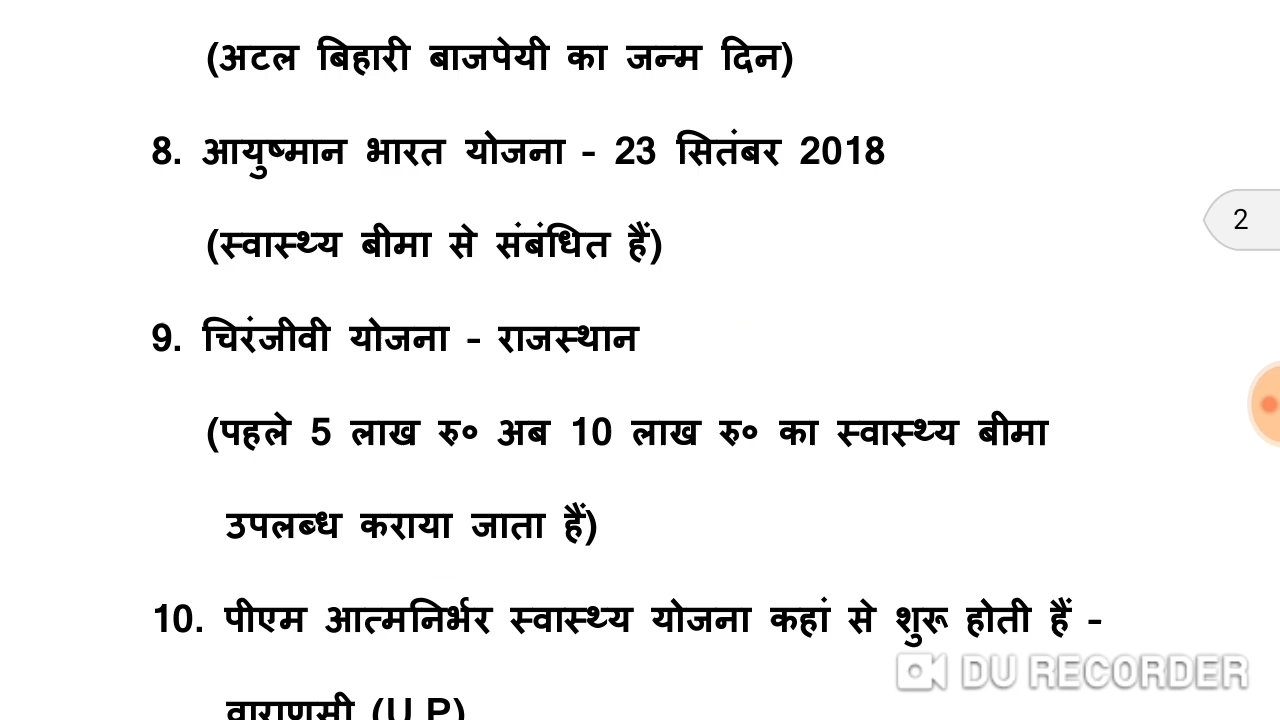 (अटल बिहारी बाजपेयी का जन्म दिन)
8. आयुष्मान भारत योजना - 23 सितंबर 2018
(स्वास्थ्य बीमा से संबंधित हैं)
2
9. चिरंजीवी योजना - राजस्थान
(पहले 5 लाख रु० अब 10 लाख रु० का स्वास्थ्य बीमा
उपलब्ध कराया जाता हैं)
10. पीएम आत्मनिर्भर स्वास्थ्य योजना कहां से शुरू होती हैं -
DU RECORDER
वाराणसी (U.P)